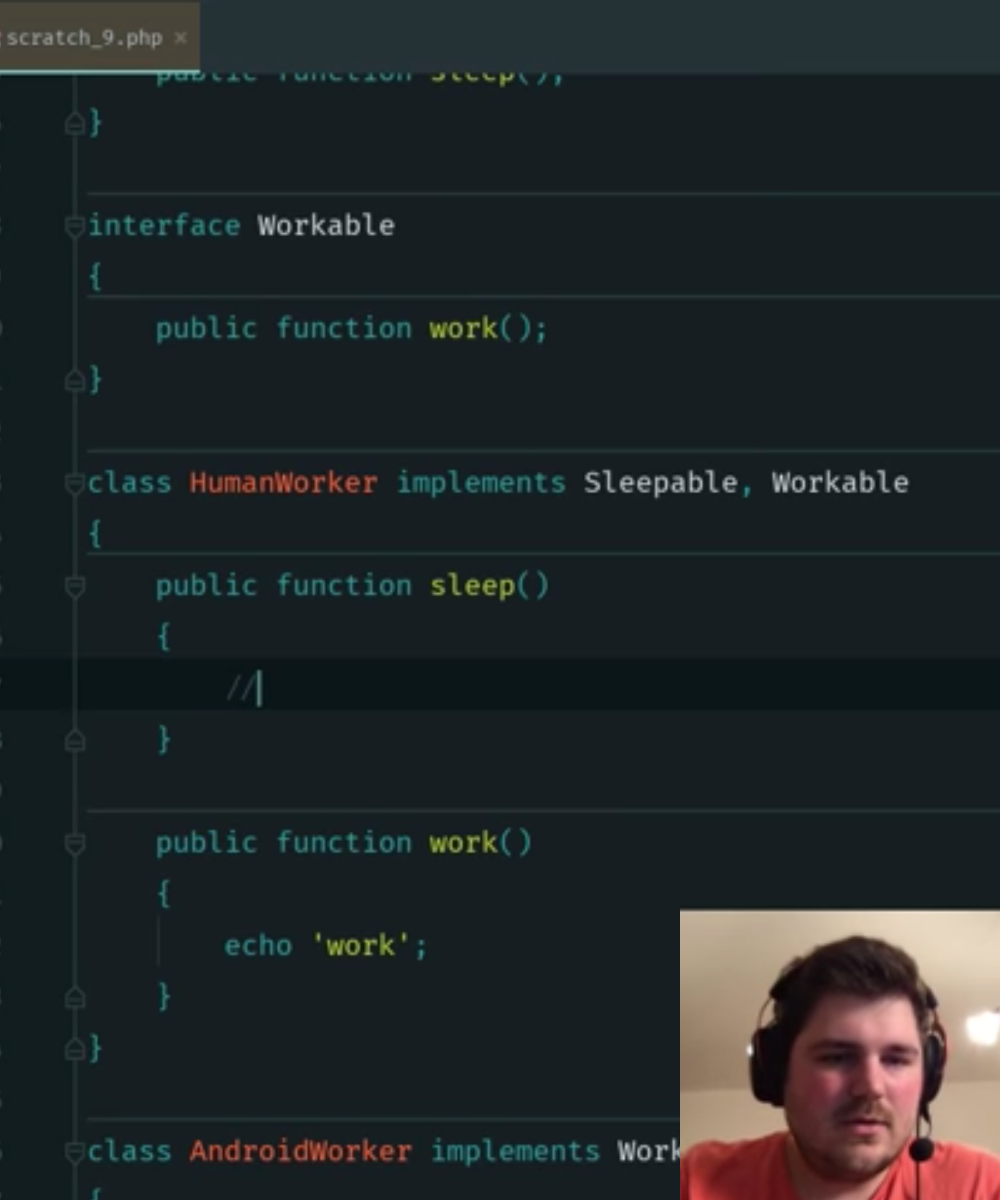 scratch_9.php ×
public function sleep();
}
interface Workable
{
public function work();
}
class HumanWorker implements Sleepable, Workable
{
public function sleep()
{
//
}
public function work()
{
echo 'work';
}
}
class AndroidWorker implements Work
{